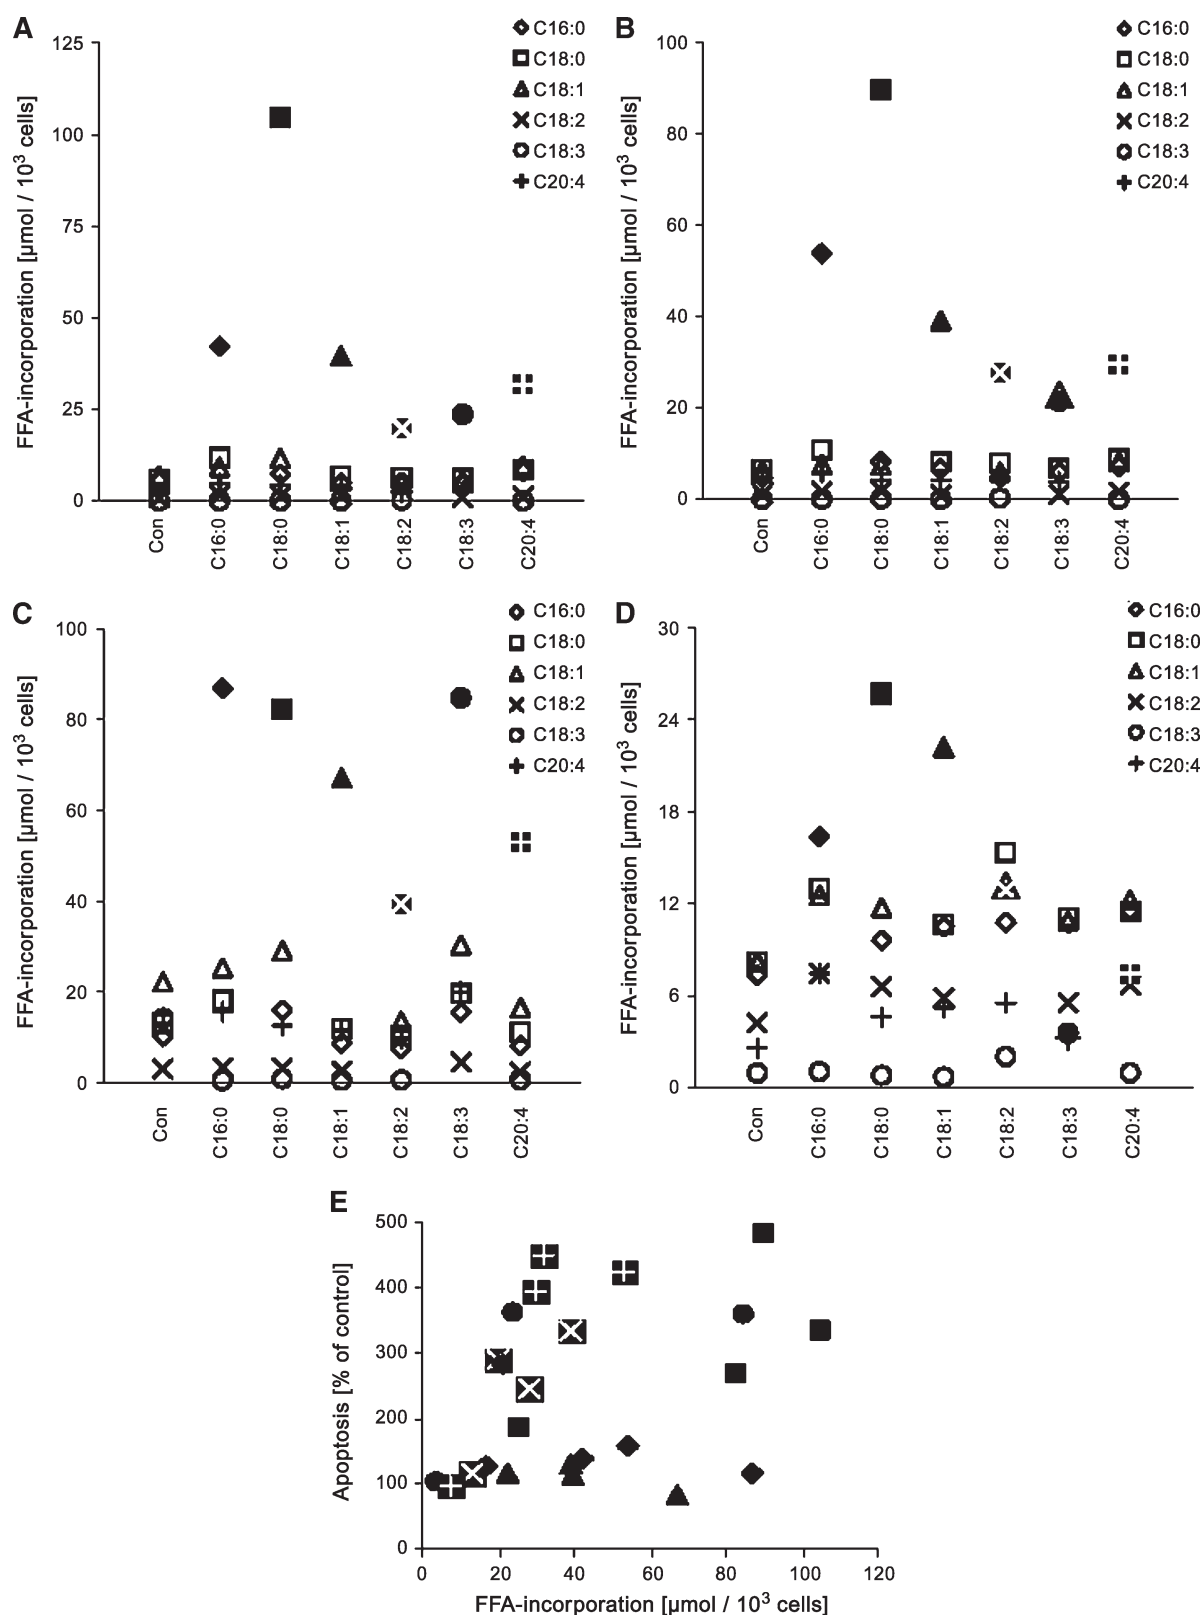 A
C16:0
C18:0
C18:1
C18:2
C18:3
C20:4
FFA-incorporation [µmol / 10³ cells]
125
100
75
50
25
0
Con
C16:0
C18:0
C18:1
C18:2
C18:3
C20:4
B
C16:0
C18:0
C18:1
C18:2
C18:3
C20:4
FFA-incorporation [µmol / 10³ cells]
100
80
60
40
20
0
Con
C16:0
C18:0
C18:1
C18:2
C18:3
C20:4
C
C16:0
C18:0
C18:1
C18:2
C18:3
C20:4
FFA-incorporation [µmol / 10³ cells]
100
80
60
40
20
0
Con
C16:0
C18:0
C18:1
C18:2
C18:3
C20:4
D
C16:0
C18:0
C18:1
C18:2
C18:3
C20:4
FFA-incorporation [µmol / 10³ cells]
30
24
18
12
6
0
Con
C16:0
C18:0
C18:1
C18:2
C18:3
C20:4
E
Apoptosis [% of control]
500
400
300
200
100
0
0 20 40 60 80 100 120
FFA-incorporation [µmol / 10³ cells]